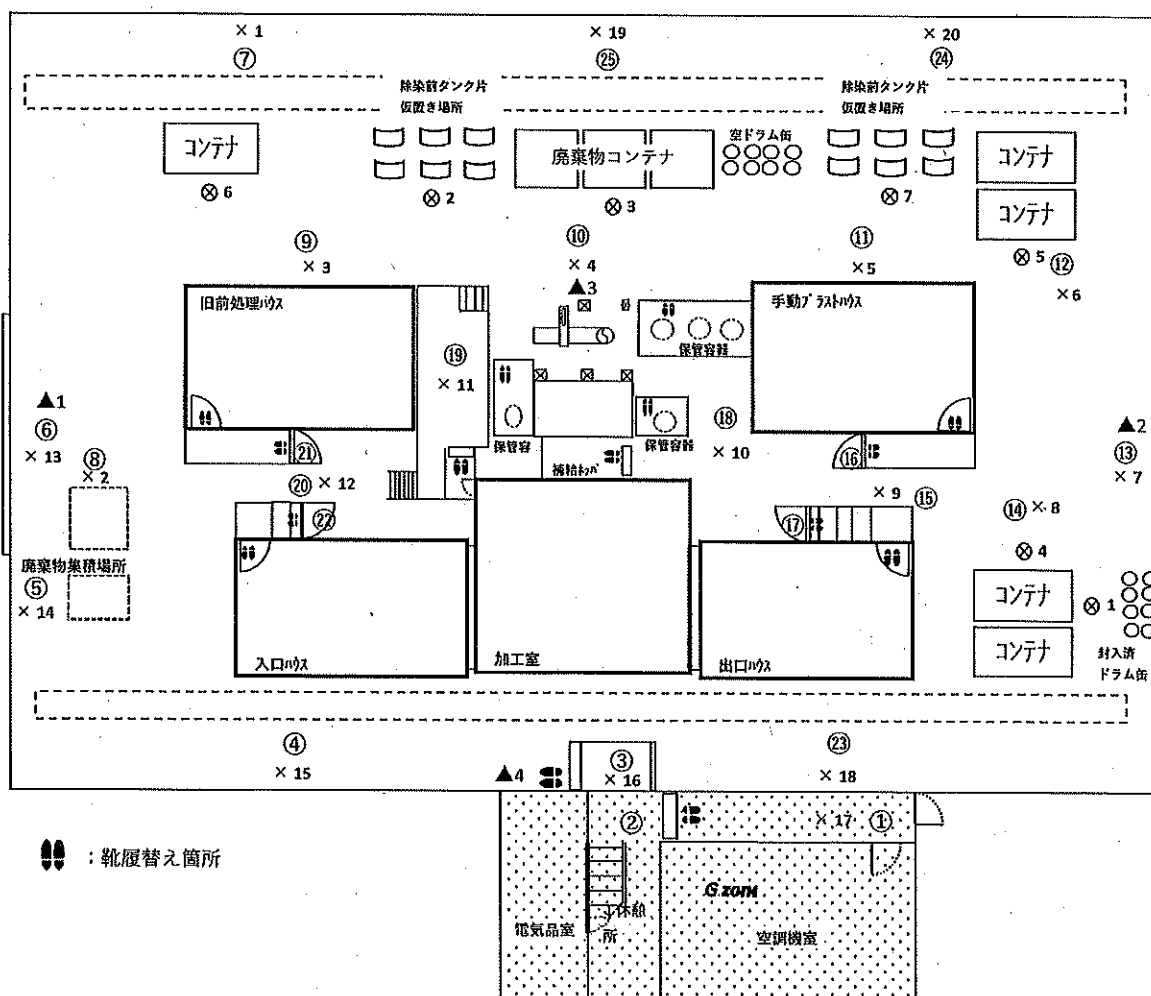 × 1
× 19
× 20
⑦
㉕
㉔
除染前タンク片
仮置き場所
除染前タンク片
仮置き場所
コンテナ
廃棄物コンテナ
空ドラム缶
コンテナ
コンテナ
⊗ 6
⊗ 2
⊗ 3
⊗ 7
⊗ 5
⑨
⑩
⑪
⑫
× 3
× 4
× 5
× 6
▲3
旧前処理ハウス
手動ブラストハウス
保管容器
⑲
× 11
▲1
⑥
× 13
⑱
× 10
▲2
⑬
× 7
保管容
保管容器
⑧
× 2
㉑
⑯
補給ホッパ
⑳
× 12
× 9
⑮
⑭
× 8
㉒
⑰
⊗ 4
廃棄物集積場所
⑤
× 14
コンテナ
⊗ 1
コンテナ
封入済
ドラム缶
入口ハウス
加工室
出口ハウス
④
× 15
③
× 16
㉓
× 18
▲4
②
× 17
①
：靴履替え箇所
G zone
休憩
所
電気品室
空調機室